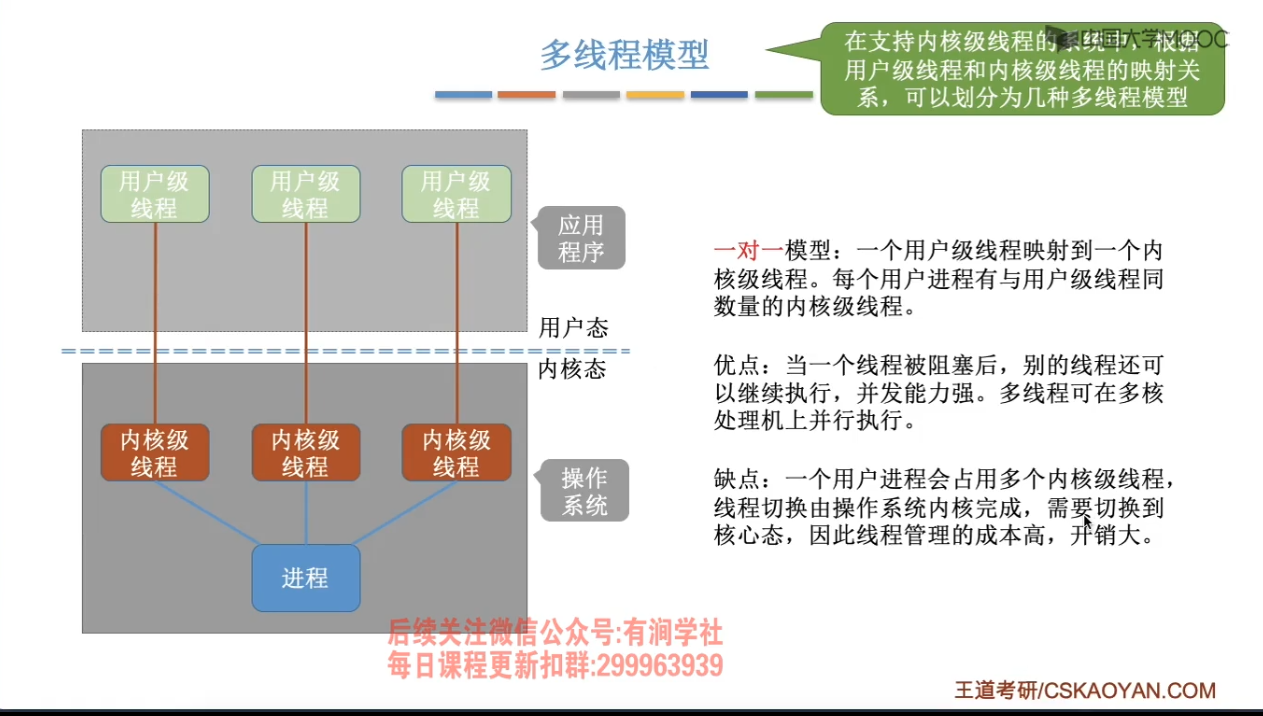 多线程模型
在支持内核级线程的系统中，根据
用户级线程和内核级线程的映射关
系，可以划分为几种多线程模型
中国大学MOOC
用户级
线程
用户级
线程
用户级
线程
应用
程序
用户态
内核态
内核级
线程
内核级
线程
内核级
线程
操作
系统
进程
一对一模型：一个用户级线程映射到一个内
核级线程。每个用户进程有与用户级线程同
数量的内核级线程。
优点：当一个线程被阻塞后，别的线程还可
以继续执行，并发能力强。多线程可在多核
处理机上并行执行。
缺点：一个用户进程会占用多个内核级线程，
线程切换由操作系统内核完成，需要切换到
核心态，因此线程管理的成本高，开销大。
后续关注微信公众号:有涧学社
每日课程更新扣群:299963939
王道考研/CSKAOYAN.COM